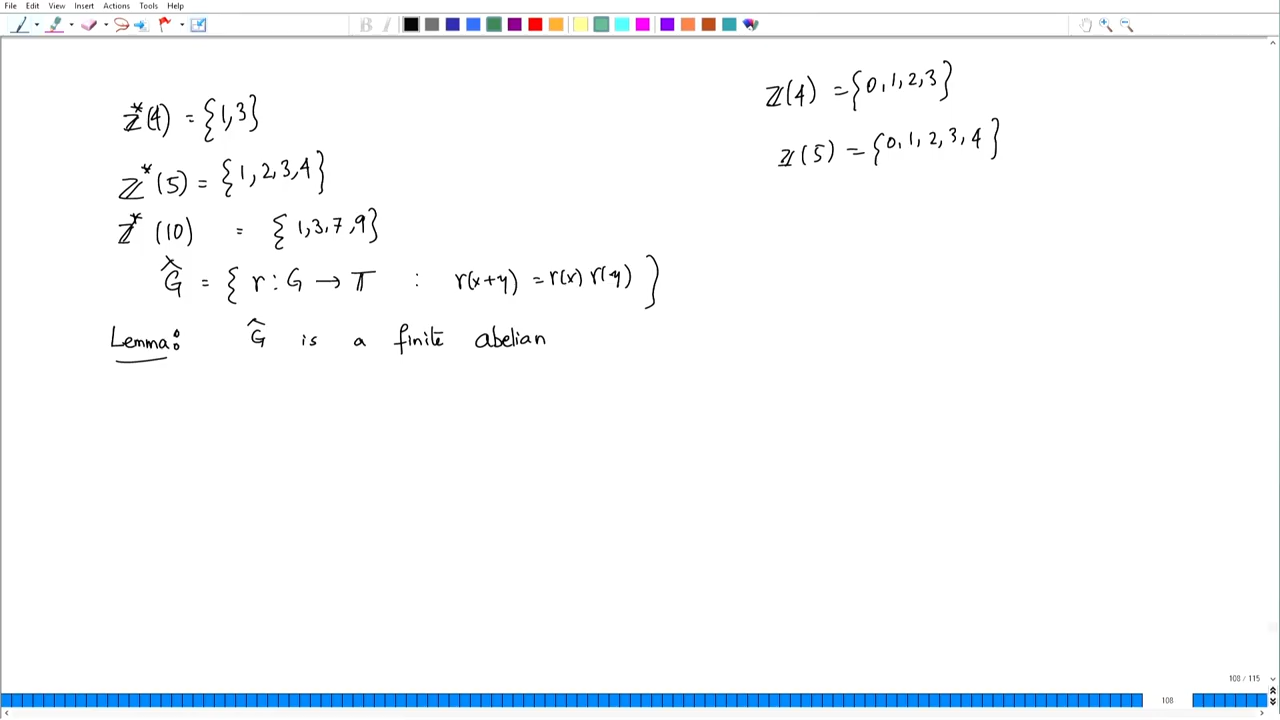 File Edit View Insert Actions Tools Help
B I
ℤ*(4) = {1,3}
ℤ(4) = {0,1,2,3}
ℤ*(5) = {1,2,3,4}
ℤ(5) = {0,1,2,3,4}
ℤ*(10) = {1,3,7,9}
Ĝ = { r : G → 𝕋 : r(x+y) = r(x) r(y) }
Lemma: Ĝ is a finite abelian
108 / 115
108